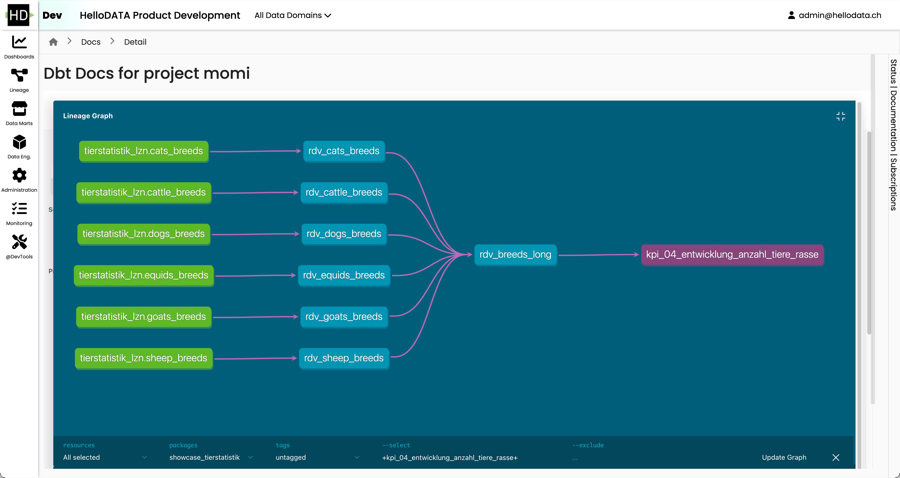 HD Dev HelloDATA Product Development All Data Domains admin@hellodata.ch
Docs Detail
Dashboards
Lineage
Data Marts
Data Eng.
Administration
Monitoring
@DevTools
Dbt Docs for project momi
Lineage Graph
tierstatistik_lzn.cats_breeds rdv_cats_breeds
tierstatistik_lzn.cattle_breeds rdv_cattle_breeds
tierstatistik_lzn.dogs_breeds rdv_dogs_breeds
rdv_breeds_long kpi_04_entwicklung_anzahl_tiere_rasse
tierstatistik_lzn.equids_breeds rdv_equids_breeds
tierstatistik_lzn.goats_breeds rdv_goats_breeds
tierstatistik_lzn.sheep_breeds rdv_sheep_breeds
resources packages tags --select --exclude
All selected showcase_tierstatistik untagged +kpi_04_entwicklung_anzahl_tiere_rasse+ ... Update Graph
Status | Documentation | Subscriptions